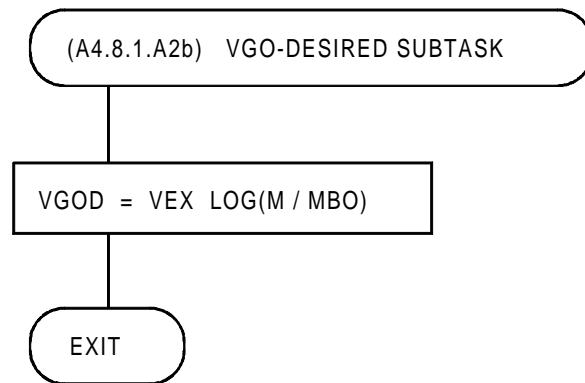 (A4.8.1.A2b) VGO-DESIRED SUBTASK
VGOD = VEX LOG(M / MBO)
EXIT